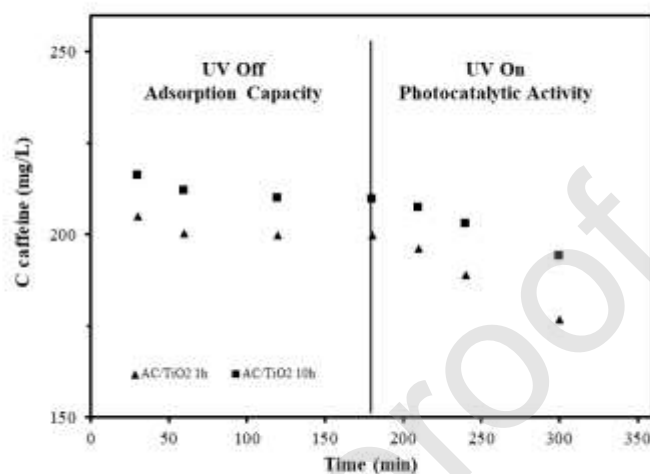 250
UV Off
Adsorption Capacity
UV On
Photocatalytic Activity
C caffeine (mg/L)
200
AC/TiO2 1h
AC/TiO2 10h
150
0 50 100 150 200 250 300 350
Time (min)
proof